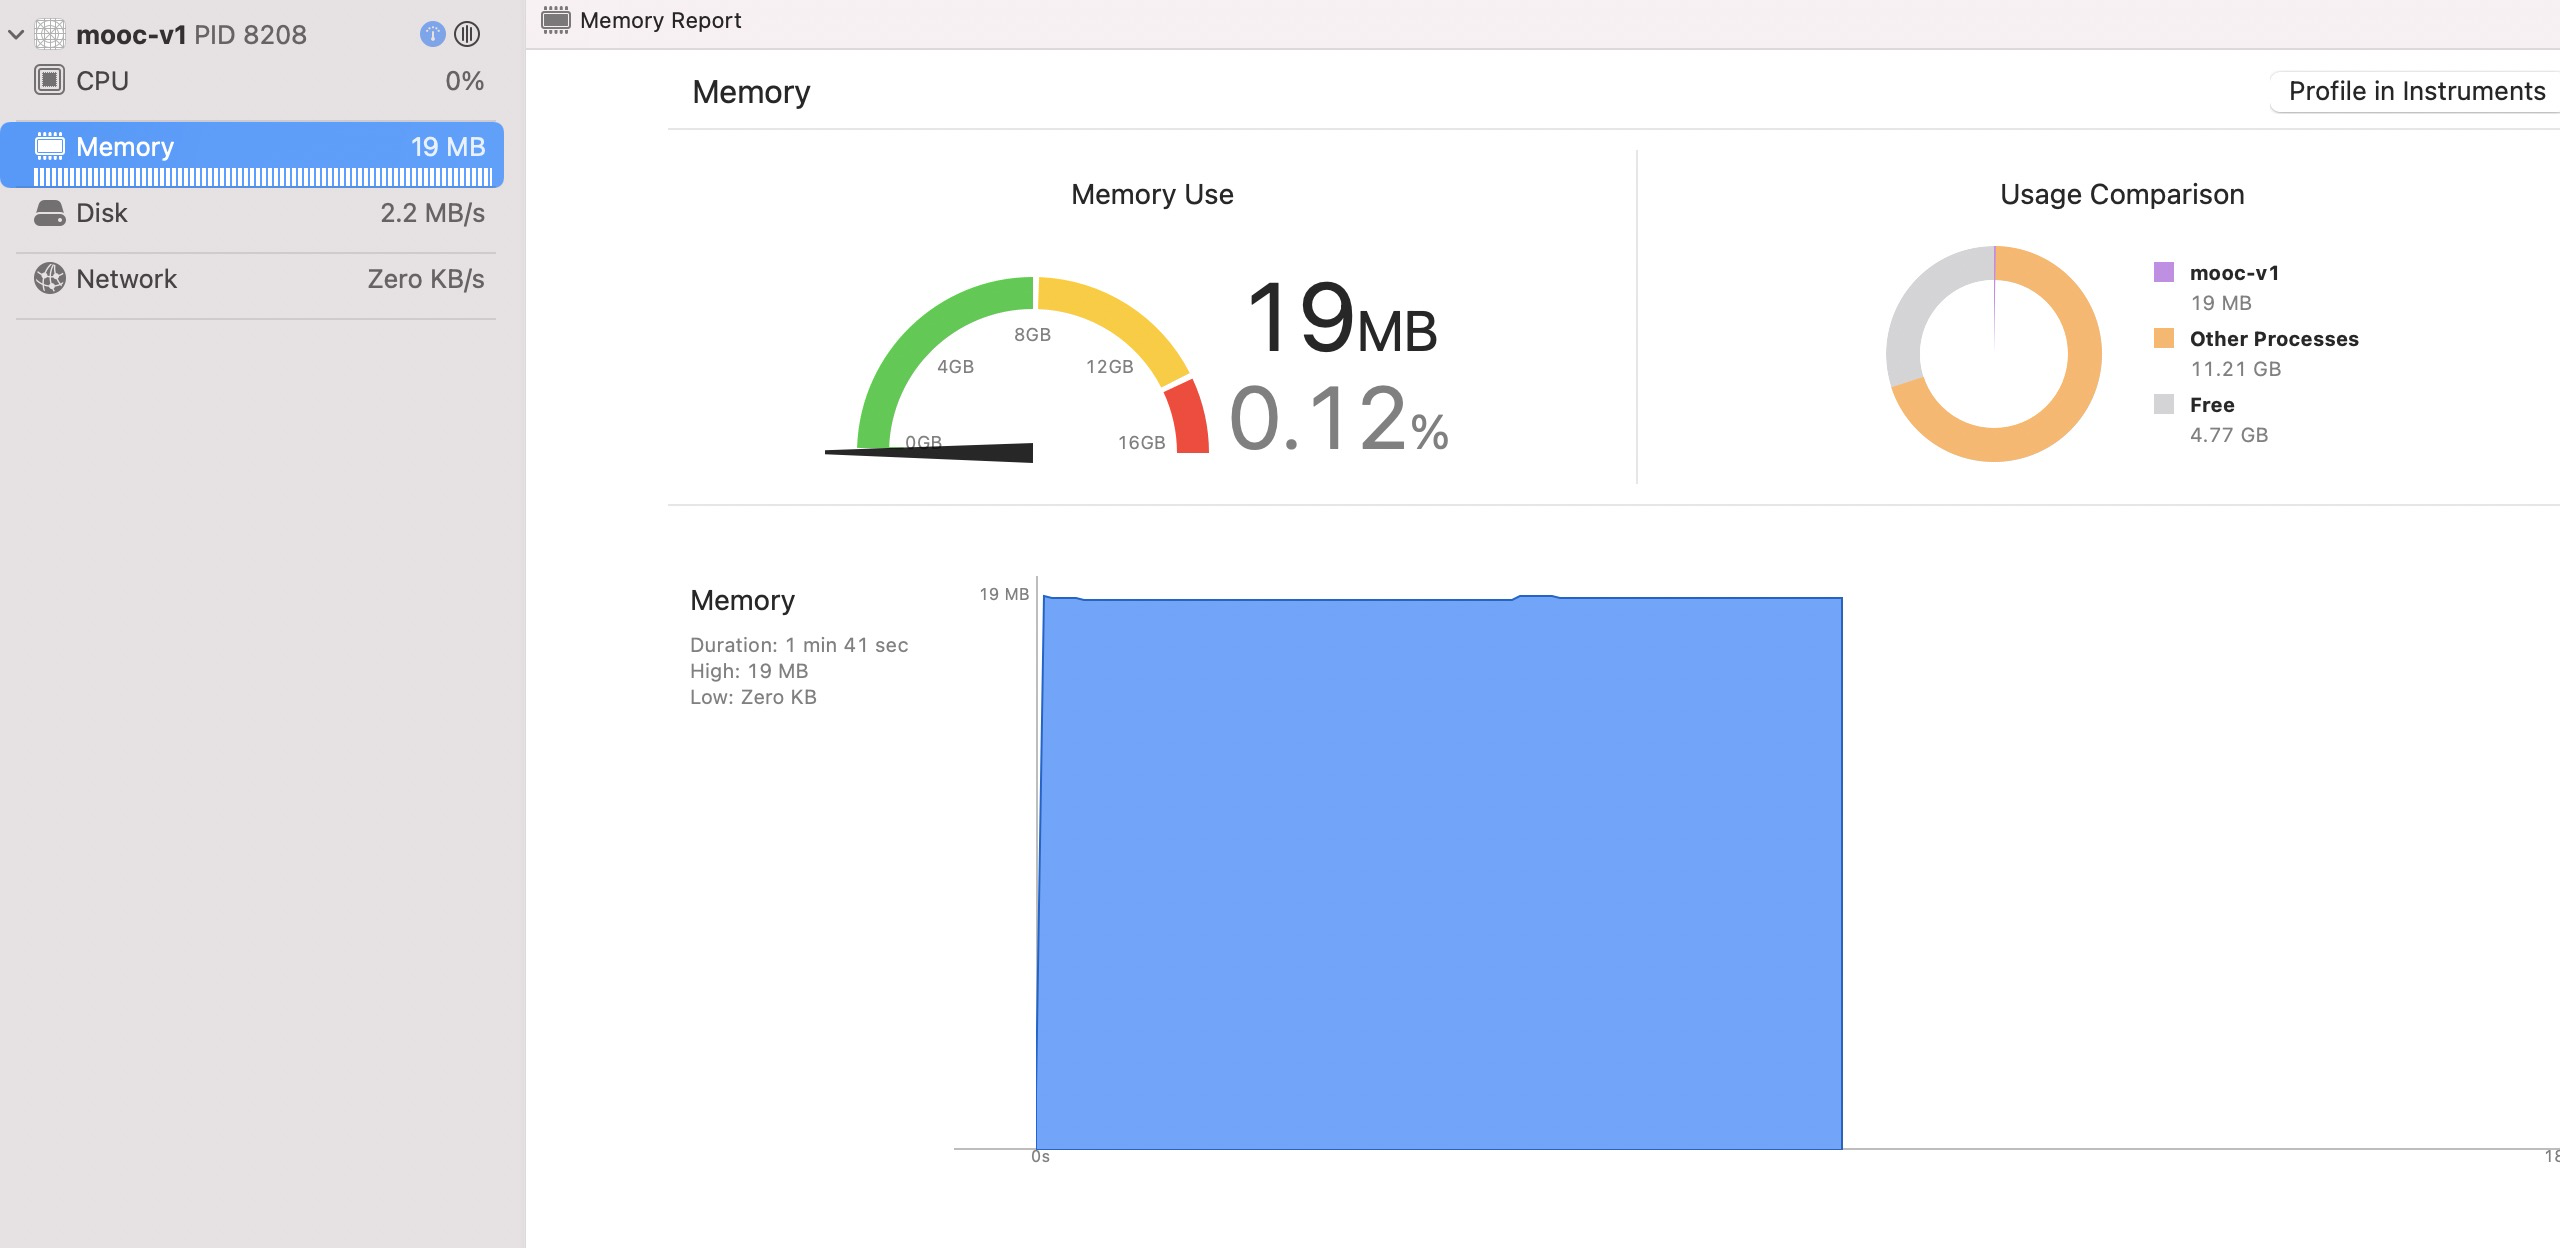 mooc-v1 PID 8208
CPU 0%
Memory 19 MB
Disk 2.2 MB/s
Network Zero KB/s
Memory Report
Memory
Profile in Instruments
Memory Use
0GB
4GB
8GB
12GB
16GB
19MB
0.12%
Usage Comparison
mooc-v1
19 MB
Other Processes
11.21 GB
Free
4.77 GB
Memory
Duration: 1 min 41 sec
High: 19 MB
Low: Zero KB
19 MB
0s